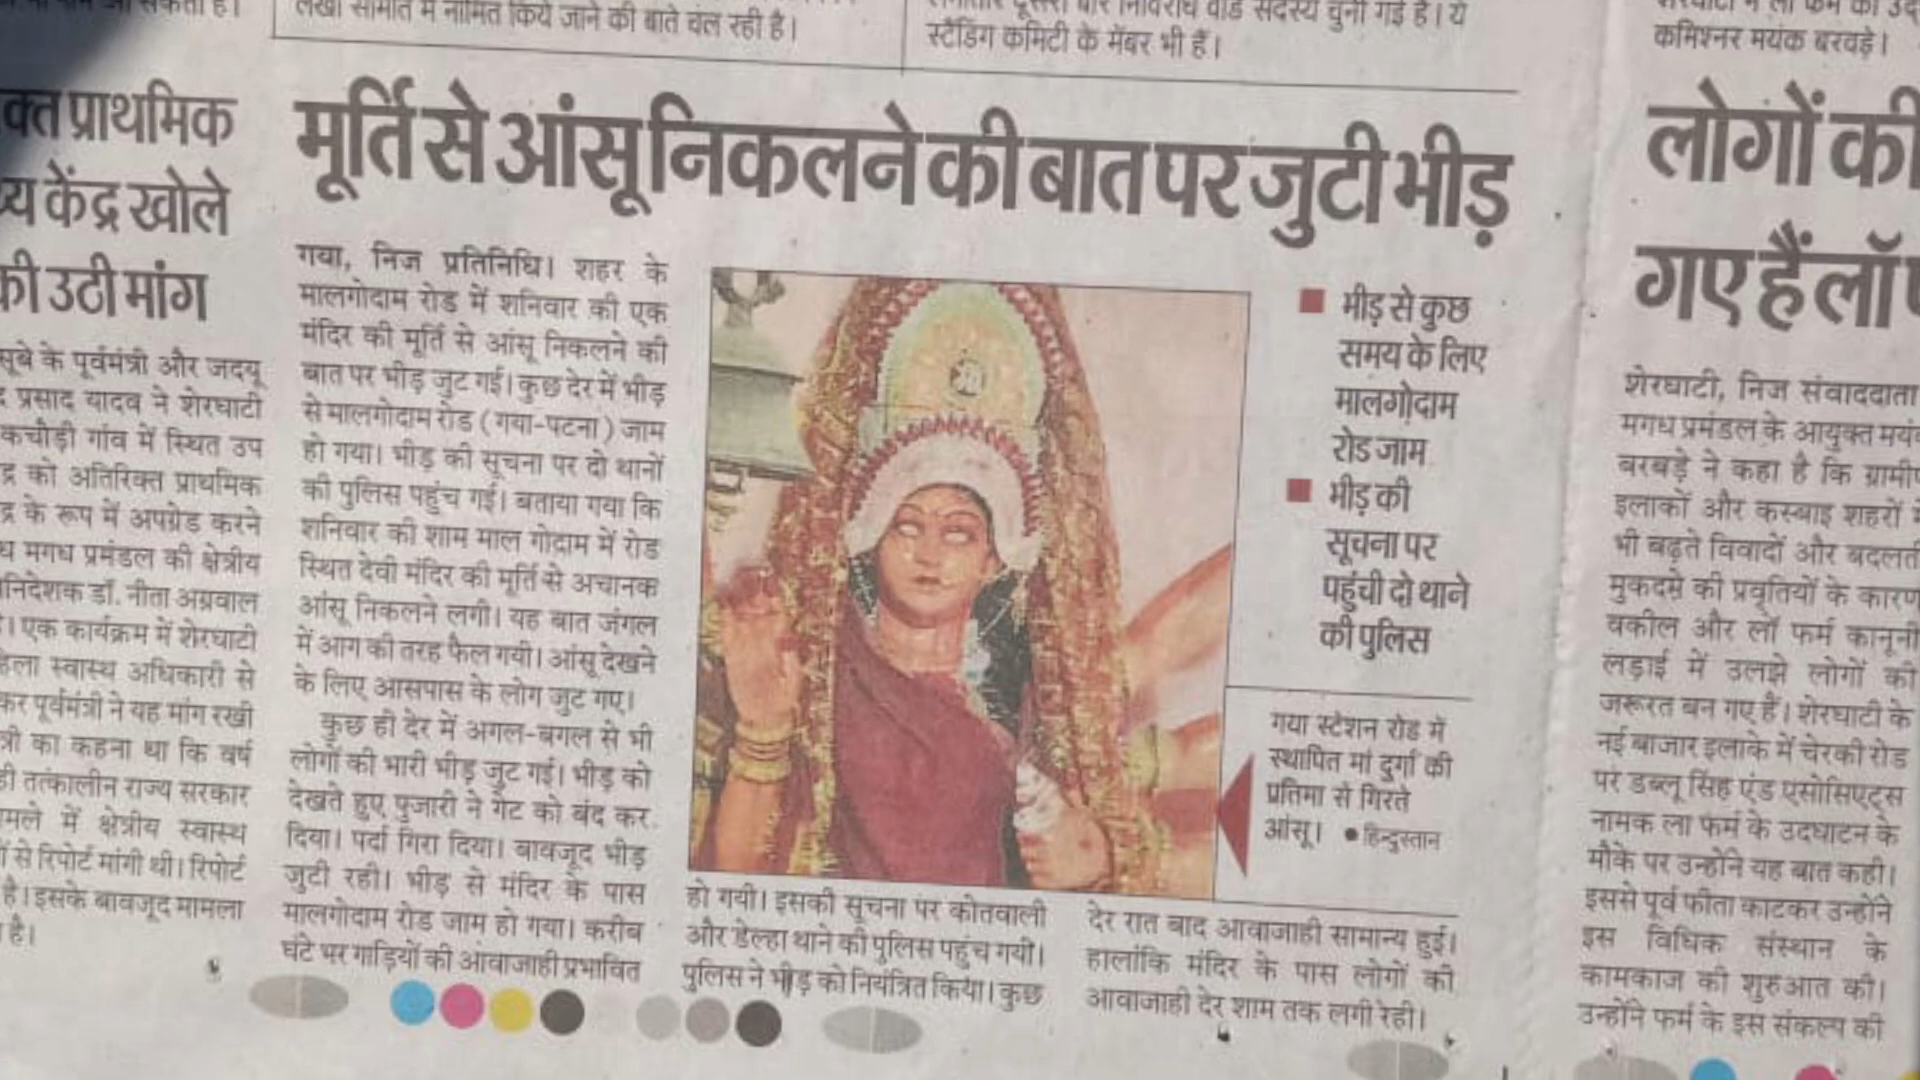 लेखा समिति में नामित किये जाने की बातें चल रही है।
स्टैंडिंग कमिटी के मेंबर भी हैं।
कमिश्नर मयंक बरवड़े।
प्राथमिक
केंद्र खोले
की उठी मांग
सूबे के पूर्वमंत्री और जदयू
प्रसाद यादव ने शेरघाटी
कचौड़ी गांव में स्थित उप
को अतिरिक्त प्राथमिक
के रूप में अपग्रेड करने
मगध प्रमंडल की क्षेत्रीय
निदेशक डॉ. नीता अग्रवाल
एक कार्यक्रम में शेरघाटी
स्वास्थ अधिकारी से
पूर्वमंत्री ने यह मांग रखी
का कहना था कि वर्ष
तत्कालीन राज्य सरकार
में क्षेत्रीय स्वास्थ
से रिपोर्ट मांगी थी। रिपोर्ट
है। इसके बावजूद मामला
है।
मूर्ति से आंसू निकलने की बात पर जुटी भीड़
गया, निज प्रतिनिधि। शहर के
मालगोदाम रोड में शनिवार की एक
मंदिर की मूर्ति से आंसू निकलने की
बात पर भीड़ जुट गई। कुछ देर में भीड़
से मालगोदाम रोड (गया-पटना) जाम
हो गया। भीड़ की सूचना पर दो थानों
की पुलिस पहुंच गई। बताया गया कि
शनिवार की शाम माल गोदाम में रोड
स्थित देवी मंदिर की मूर्ति से अचानक
आंसू निकलने लगी। यह बात जंगल
में आग की तरह फैल गयी। आंसू देखने
के लिए आसपास के लोग जुट गए।
कुछ ही देर में अगल-बगल से भी
लोगों की भारी भीड़ जुट गई। भीड़ को
देखते हुए पुजारी ने गेट को बंद कर
दिया। पर्दा गिरा दिया। बावजूद भीड़
जुटी रही। भीड़ से मंदिर के पास
मालगोदाम रोड जाम हो गया। करीब
घंटे भर गाड़ियों की आवाजाही प्रभावित
हो गयी। इसकी सूचना पर कोतवाली
और डेल्हा थाने की पुलिस पहुंच गयी।
पुलिस ने भीड़ को नियंत्रित किया। कुछ
देर रात बाद आवाजाही सामान्य हुई।
हालांकि मंदिर के पास लोगों की
आवाजाही देर शाम तक लगी रही।
भीड़ से कुछ
समय के लिए
मालगोदाम
रोड जाम
भीड़ की
सूचना पर
पहुंची दो थाने
की पुलिस
गया स्टेशन रोड में
स्थापित मां दुर्गा की
प्रतिमा से गिरते
आंसू। ● हिन्दुस्तान
लोगों की
गए हैं लॉ
शेरघाटी, निज संवाददाता
मगध प्रमंडल के आयुक्त
बरबड़े ने कहा है कि
इलाकों और कस्बाइ शहरों
भी बढ़ते विवादों और
मुकदमे की प्रवृतियों के कारण
वकील और लॉ फर्म कानूनी
लड़ाई में उलझे लोगों की
जरूरत बन गए हैं। शेरघाटी के
नई बाजार इलाके में चेरकी रोड
पर डब्लू सिंह एंड एसोसिएट्स
नामक ला फर्म के उदघाटन के
मौके पर उन्होंने यह बात कही।
इससे पूर्व फीता काटकर उन्होंने
इस विधिक संस्थान के
कामकाज की शुरुआत की।
उन्होंने फर्म के इस संकल्प की